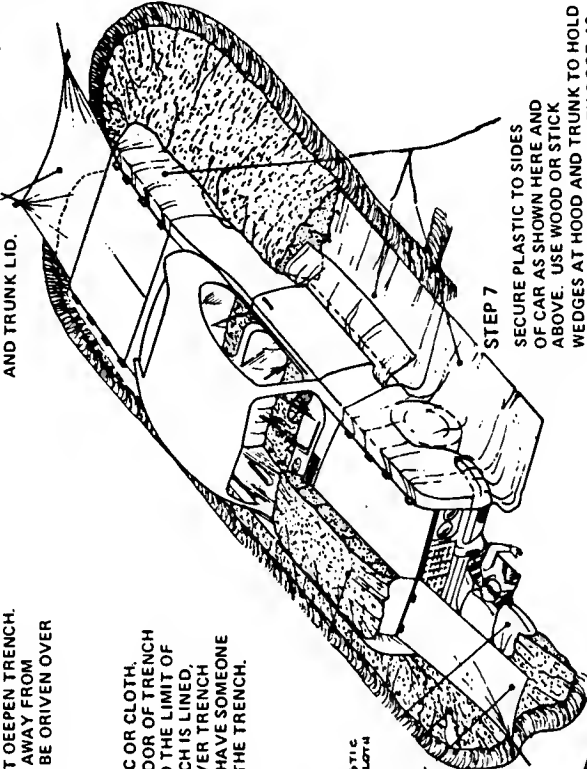 T OEEPEN TRENCH.
AWAY FROM
BE ORIVEN OVER
C OR CLOTH.
OOR OF TRENCH
O THE LIMIT OF
CH IS LINED,
VER TRENCH
HAVE SOMEONE
HE TRENCH.
AND TRUNK LID.
STEP 7
SECURE PLASTIC TO SIDES
OF CAR AS SHOWN HERE AND
ABOVE. USE WOOD OR STICK
WEDGES AT HOOD AND TRUNK TO HOLD